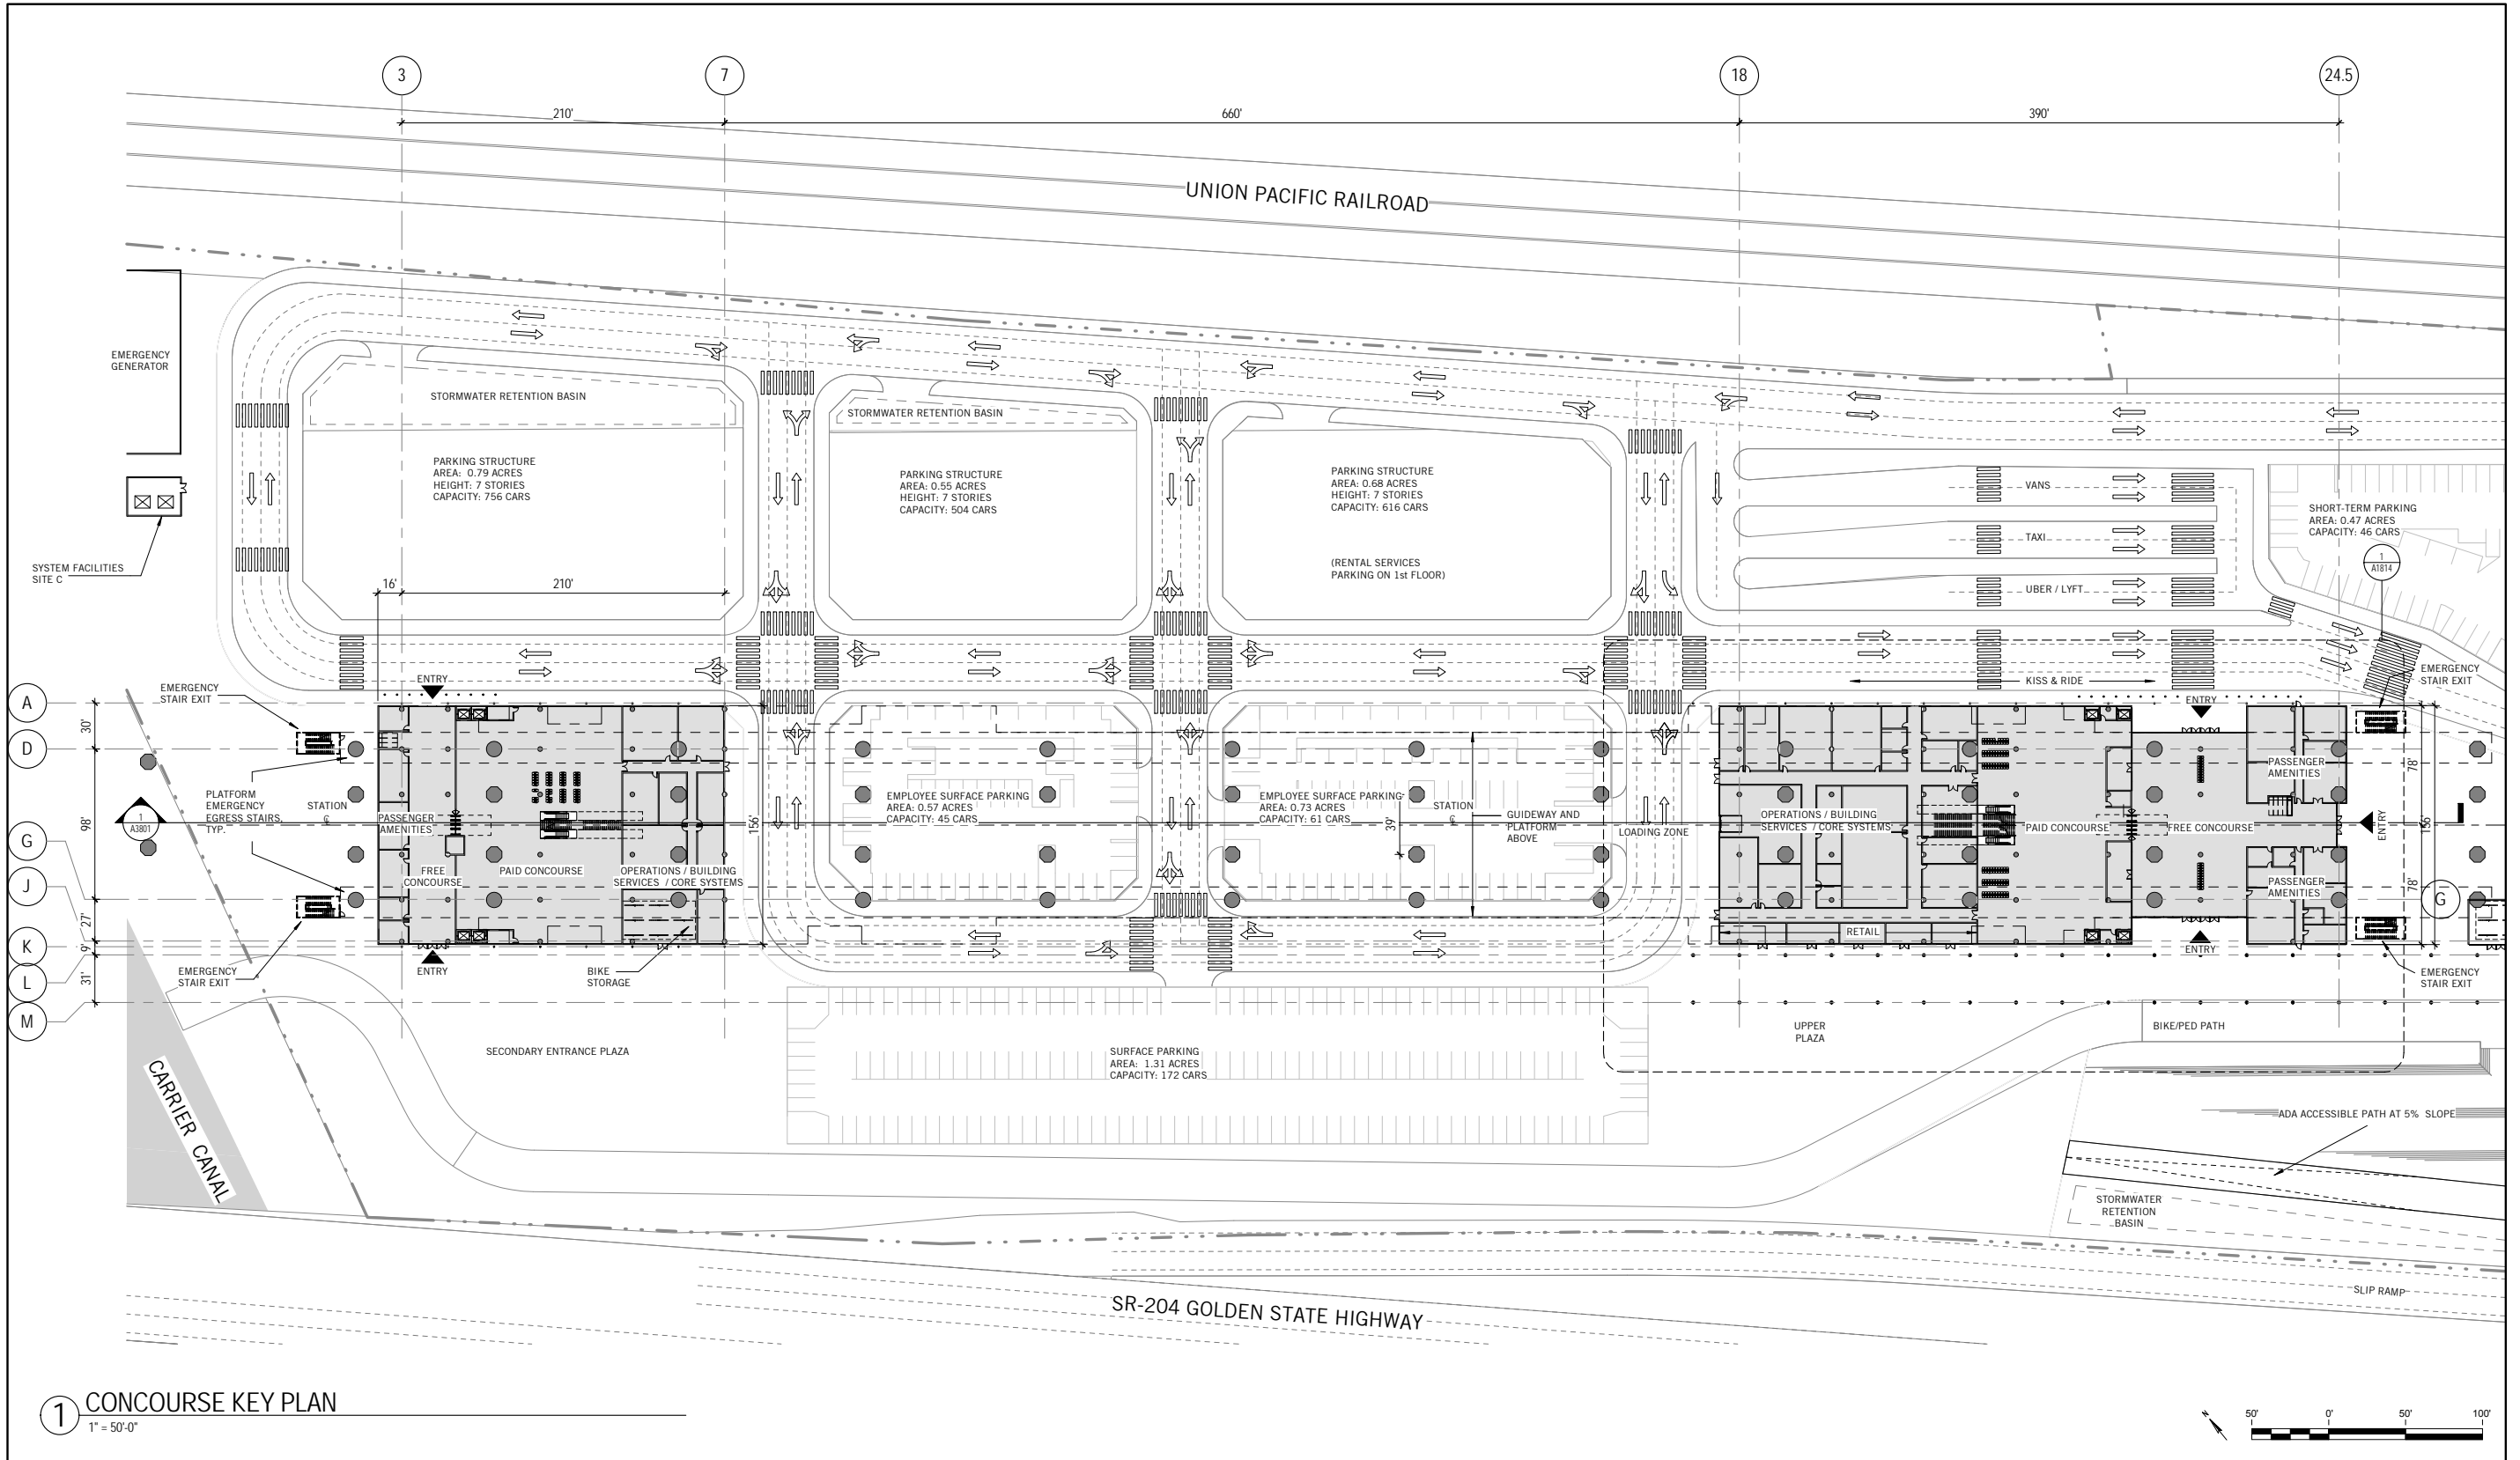 3
7
18
24.5
210'
660'
390'
UNION PACIFIC RAILROAD
EMERGENCY
GENERATOR
STORMWATER RETENTION BASIN
STORMWATER RETENTION BASIN
PARKING STRUCTURE
AREA: 0.79 ACRES
HEIGHT: 7 STORIES
CAPACITY: 756 CARS
PARKING STRUCTURE
AREA: 0.55 ACRES
HEIGHT: 7 STORIES
CAPACITY: 504 CARS
PARKING STRUCTURE
AREA: 0.68 ACRES
HEIGHT: 7 STORIES
CAPACITY: 616 CARS
(RENTAL SERVICES
PARKING ON 1st FLOOR)
VANS
TAXI
UBER / LYFT
SHORT-TERM PARKING
AREA: 0.47 ACRES
CAPACITY: 46 CARS
1
A1814
SYSTEM FACILITIES
SITE C
16'
210'
EMERGENCY
STAIR EXIT
ENTRY
KISS & RIDE
ENTRY
EMERGENCY
STAIR EXIT
A
30'
D
98'
G
J
27'
K
9'
L
31'
M
PLATFORM
EMERGENCY
EGRESS STAIRS,
TYP.
STATION
℄
1
A3801
PASSENGER
AMENITIES
FREE
CONCOURSE
PAID CONCOURSE
OPERATIONS / BUILDING
SERVICES / CORE SYSTEMS
156'
EMPLOYEE SURFACE PARKING
AREA: 0.57 ACRES
CAPACITY: 45 CARS
EMPLOYEE SURFACE PARKING
AREA: 0.73 ACRES
CAPACITY: 61 CARS
39'
STATION
℄
GUIDEWAY AND
PLATFORM
ABOVE
LOADING ZONE
OPERATIONS / BUILDING
SERVICES / CORE SYSTEMS
PAID CONCOURSE
FREE CONCOURSE
PASSENGER
AMENITIES
PASSENGER
AMENITIES
ENTRY
78'
156'
78'
G
RETAIL
EMERGENCY
STAIR EXIT
ENTRY
BIKE
STORAGE
ENTRY
EMERGENCY
STAIR EXIT
SECONDARY ENTRANCE PLAZA
SURFACE PARKING
AREA: 1.31 ACRES
CAPACITY: 172 CARS
UPPER
PLAZA
BIKE/PED PATH
CARRIER CANAL
ADA ACCESSIBLE PATH AT 5% SLOPE
STORMWATER
RETENTION
BASIN
SLIP RAMP
SR-204 GOLDEN STATE HIGHWAY
1
CONCOURSE KEY PLAN
1" = 50'-0"
N
50'
0'
50'
100'